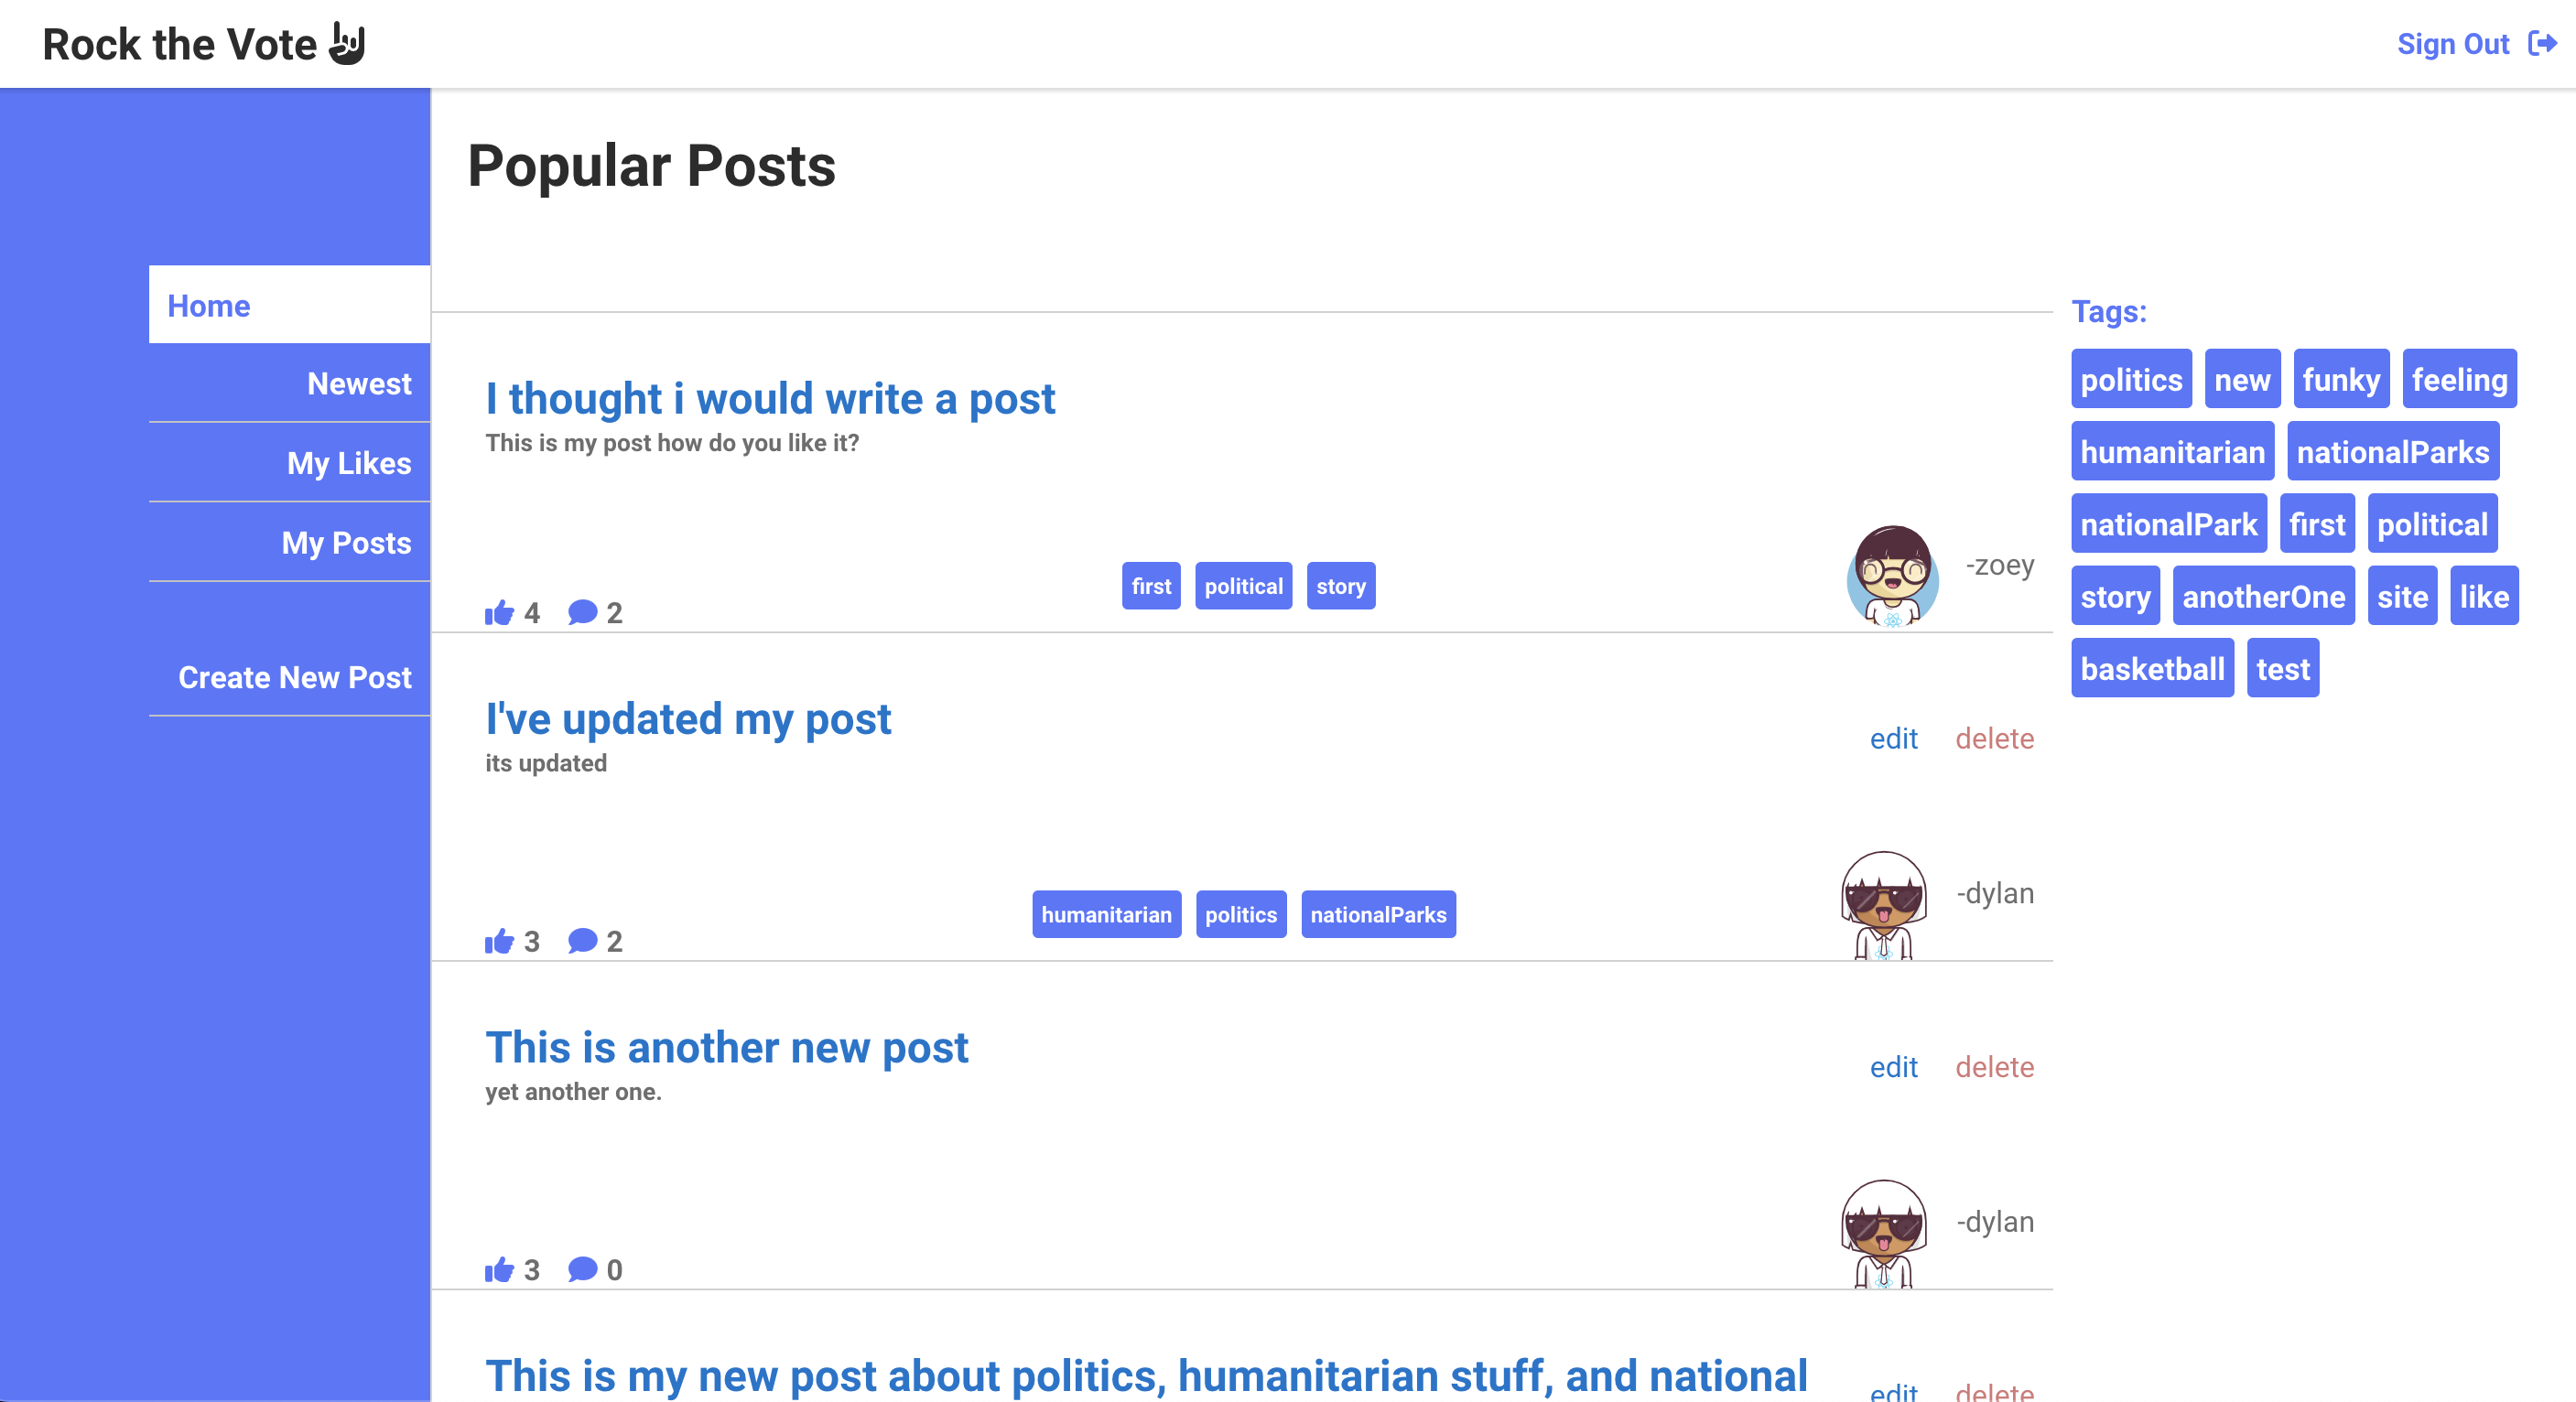 Rock the Vote
Sign Out
Home
Newest
My Likes
My Posts
Create New Post
Popular Posts
I thought i would write a post
This is my post how do you like it?
4 2
first political story
-zoey
I've updated my post
its updated
edit delete
3 2
humanitarian politics nationalParks
-dylan
This is another new post
yet another one.
edit delete
3 0
-dylan
This is my new post about politics, humanitarian stuff, and national
edit delete
Tags:
politics new funky feeling
humanitarian nationalParks
nationalPark first political
story anotherOne site like
basketball test